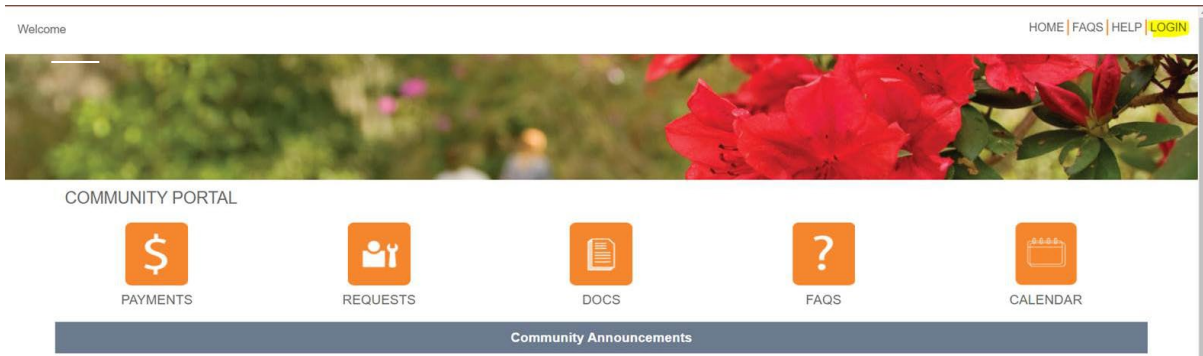 Welcome
HOME | FAQS | HELP | LOGIN
COMMUNITY PORTAL
$
?
PAYMENTS
REQUESTS
DOCS
FAQS
CALENDAR
Community Announcements